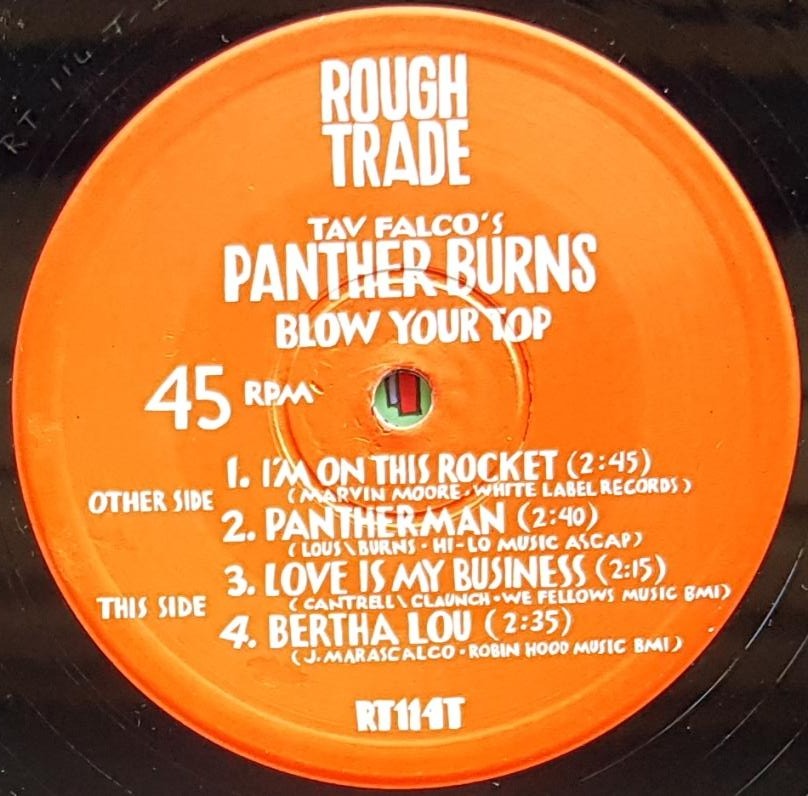 ROUGH
TRADE
TAV FALCO'S
PANTHER BURNS
BLOW YOUR TOP
45 RPM
OTHER SIDE
1. I'M ON THIS ROCKET (2:45)
(MARVIN MOORE · WHITE LABEL RECORDS)
2. PANTHERMAN (2:40)
(LOUS\BURNS · HI-LO MUSIC ASCAP)
THIS SIDE
3. LOVE IS MY BUSINESS (2:15)
(CANTRELL\CLAUNCH · WE FELLOWS MUSIC BMI)
4. BERTHA LOU (2:35)
(J. MARASCALCO · ROBIN HOOD MUSIC BMI)
RT114T